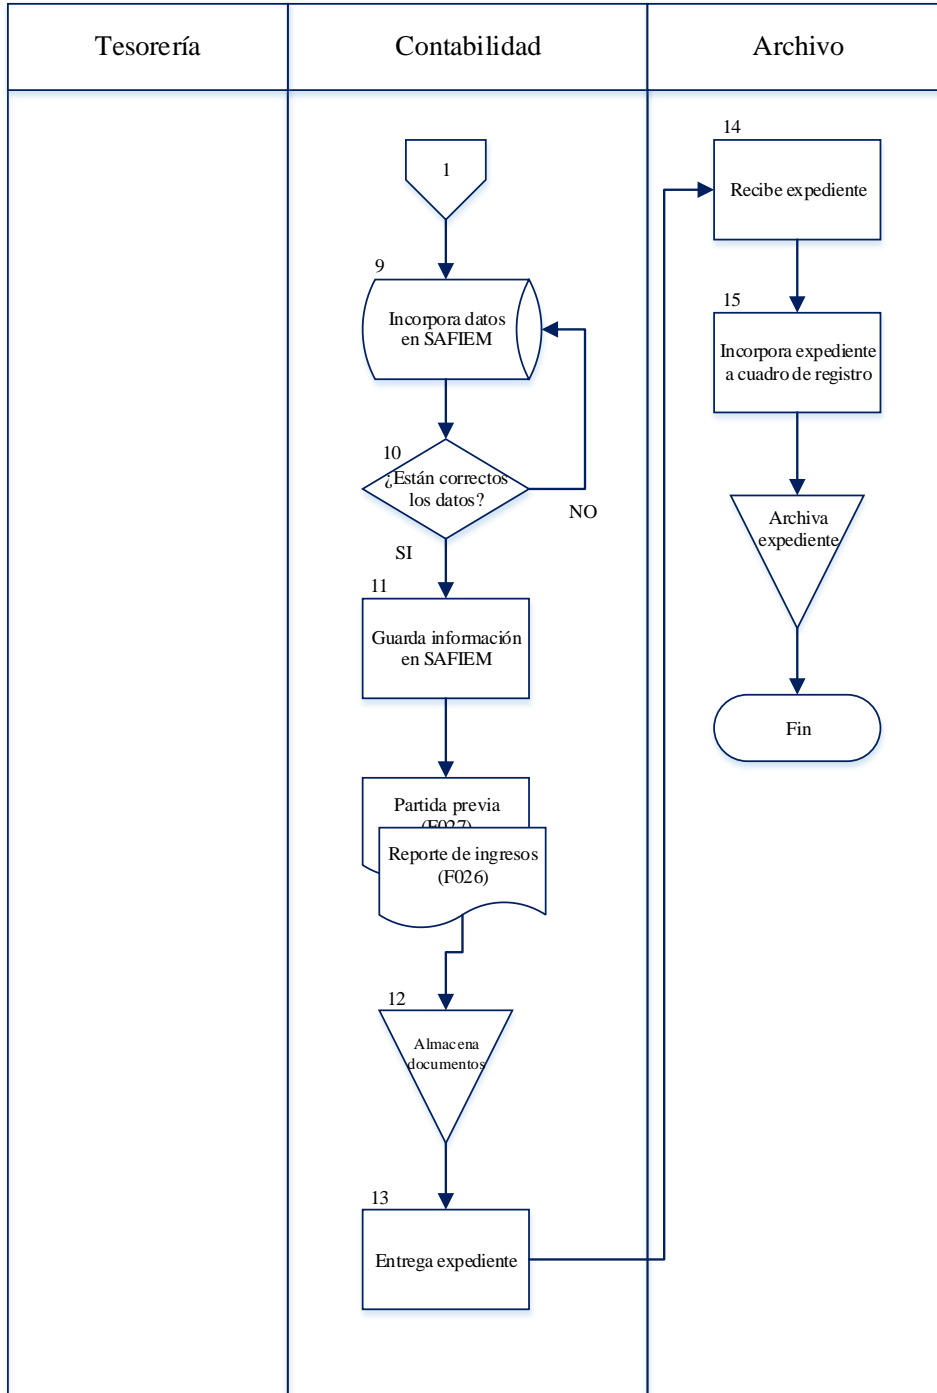 Tesorería
Contabilidad
Archivo
1
9
Incorpora datos
en SAFIEM
10
¿Están correctos
los datos?
NO
SI
11
Guarda información
en SAFIEM
Partida previa
(F027)
Reporte de ingresos
(F026)
12
Almacena
documentos
13
Entrega expediente
14
Recibe expediente
15
Incorpora expediente
a cuadro de registro
Archiva
expediente
Fin